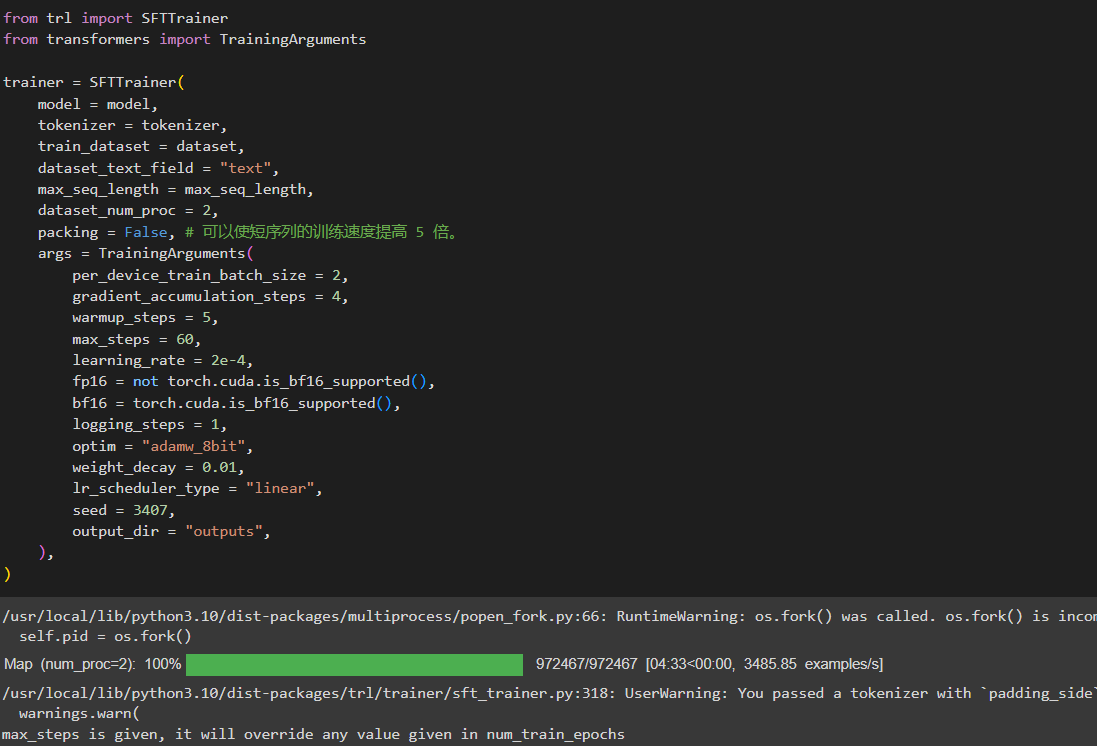 from trl import SFTTrainer
from transformers import TrainingArguments
trainer = SFTTrainer(
model = model,
tokenizer = tokenizer,
train_dataset = dataset,
dataset_text_field = "text",
max_seq_length = max_seq_length,
dataset_num_proc = 2,
packing = False, # 可以使短序列的训练速度提高 5 倍。
args = TrainingArguments(
per_device_train_batch_size = 2,
gradient_accumulation_steps = 4,
warmup_steps = 5,
max_steps = 60,
learning_rate = 2e-4,
fp16 = not torch.cuda.is_bf16_supported(),
bf16 = torch.cuda.is_bf16_supported(),
logging_steps = 1,
optim = "adamw_8bit",
weight_decay = 0.01,
lr_scheduler_type = "linear",
seed = 3407,
output_dir = "outputs",
),
)
/usr/local/lib/python3.10/dist-packages/multiprocess/popen_fork.py:66: RuntimeWarning: os.fork() was called. os.fork() is incom
self.pid = os.fork()
Map (num_proc=2): 100% 972467/972467 [04:33<00:00, 3485.85 examples/s]
/usr/local/lib/python3.10/dist-packages/trl/trainer/sft_trainer.py:318: UserWarning: You passed a tokenizer with `padding_side`
warnings.warn(
max_steps is given, it will override any value given in num_train_epochs